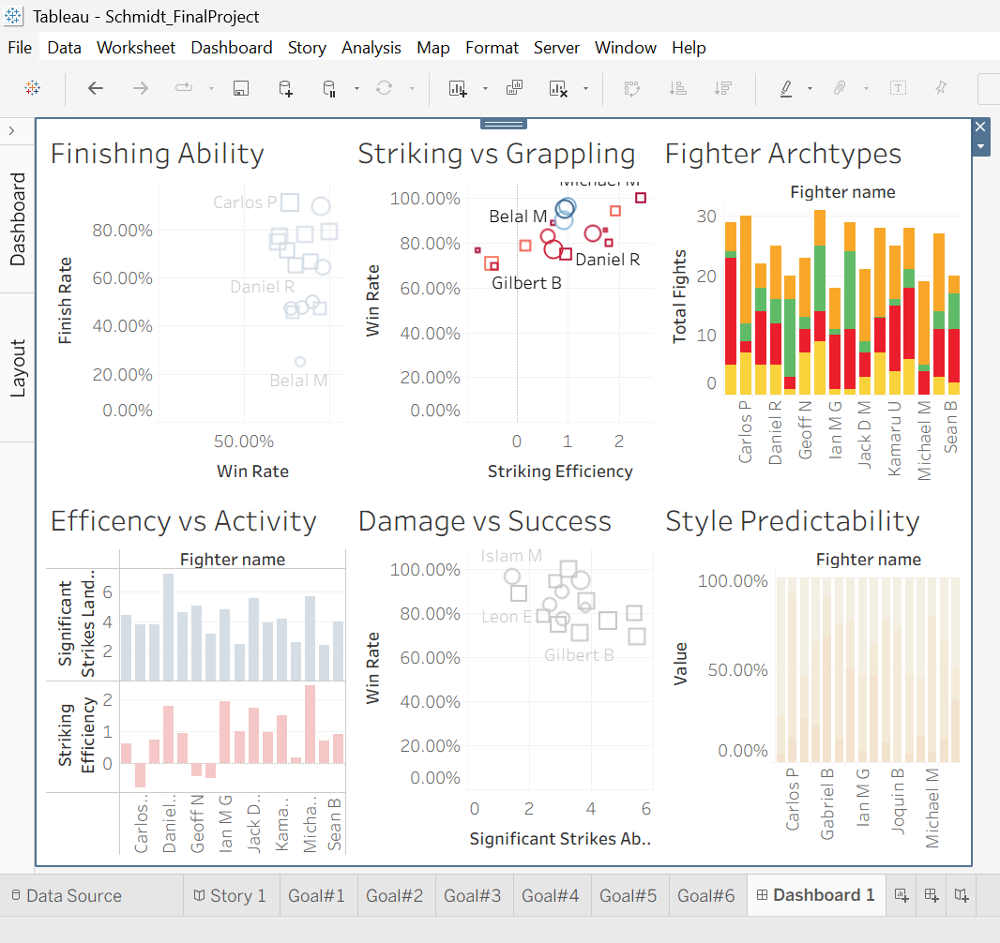 Tableau - Schmidt_FinalProject
File Data Worksheet Dashboard Story Analysis Map Format Server Window Help
Dashboard
Layout
Finishing Ability
Carlos P
Daniel R
Belal M
Finish Rate
80.00%
60.00%
40.00%
20.00%
0.00%
50.00%
Win Rate
Striking vs Grappling
Michael M
Belal M
Daniel R
Gilbert B
Win Rate
100.00%
80.00%
60.00%
40.00%
20.00%
0.00%
0 1 2
Striking Efficiency
Fighter Archtypes
Fighter name
Total Fights
30
20
10
0
Carlos P
Daniel R
Geoff N
Ian M G
Jack D M
Kamaru U
Michael M
Sean B
Efficency vs Activity
Fighter name
Significant
Strikes Land..
6
4
2
Striking
Efficiency
2
1
0
Carlos..
Daniel..
Geoff N
Ian M G
Jack D..
Kama..
Micha..
Sean B
Damage vs Success
Islam M
Leon E
Gilbert B
Win Rate
100.00%
80.00%
60.00%
40.00%
20.00%
0.00%
0 2 4 6
Significant Strikes Ab..
Style Predictability
Fighter name
Value
100.00%
50.00%
0.00%
Carlos P
Gabriel B
Ian M G
Joquin B
Michael M
Data Source Story 1 Goal#1 Goal#2 Goal#3 Goal#4 Goal#5 Goal#6 Dashboard 1